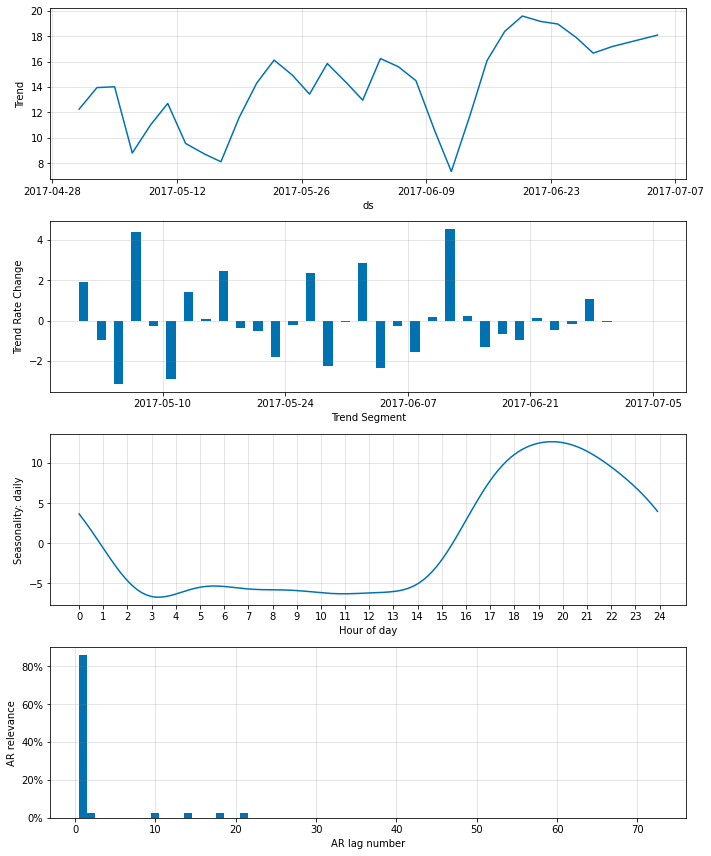 20
18
16
14
12
10
8
Trend
2017-04-28 2017-05-12 2017-05-26 2017-06-09 2017-06-23 2017-07-07
ds
4
2
0
−2
Trend Rate Change
2017-05-10 2017-05-24 2017-06-07 2017-06-21 2017-07-05
Trend Segment
10
5
0
−5
Seasonality: daily
0 1 2 3 4 5 6 7 8 9 10 11 12 13 14 15 16 17 18 19 20 21 22 23 24
Hour of day
80%
60%
40%
20%
0%
AR relevance
0 10 20 30 40 50 60 70
AR lag number